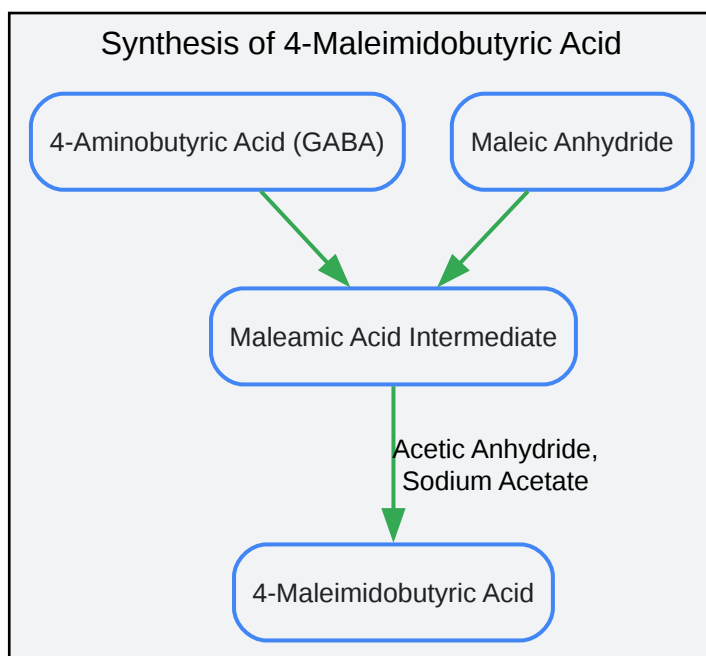 Synthesis of 4-Maleimidobutyric Acid
4-Aminobutyric Acid (GABA)
Maleic Anhydride
Maleamic Acid Intermediate
Acetic Anhydride,
Sodium Acetate
4-Maleimidobutyric Acid